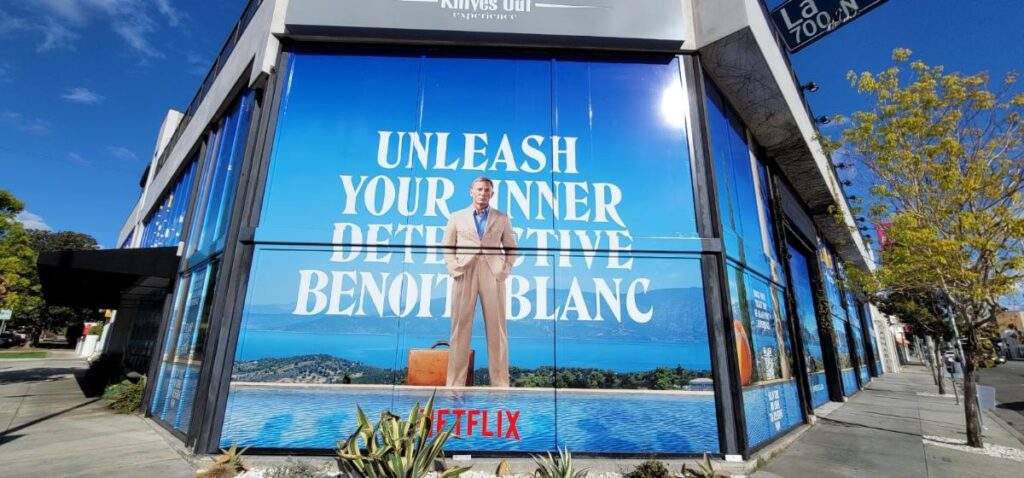 Knives Out
experience
La
700 N
UNLEASH
YOUR INNER
DETECTIVE
BENOIT BLANC
NETFLIX